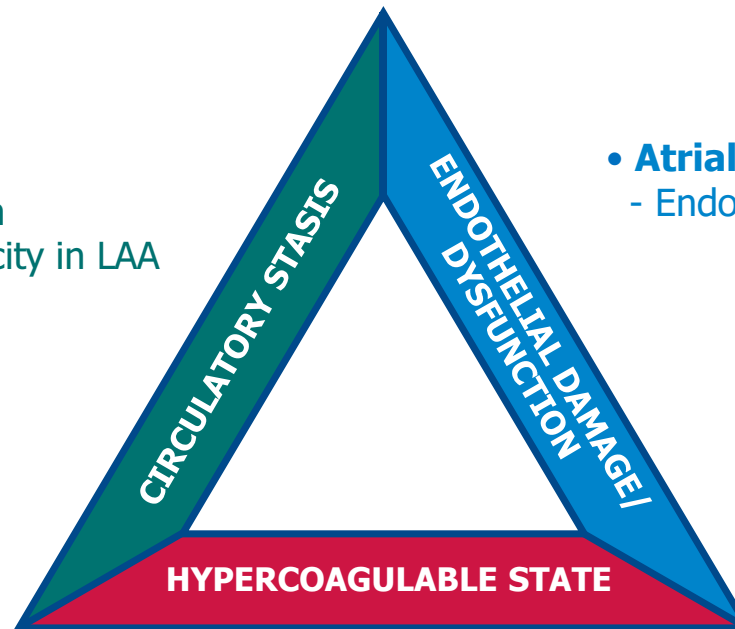 • Atrial
- Endo
city in LAA
CIRCULATORY STASIS
ENDOTHELIAL DAMAGE/
DYSFUNCTION
HYPERCOAGULABLE STATE